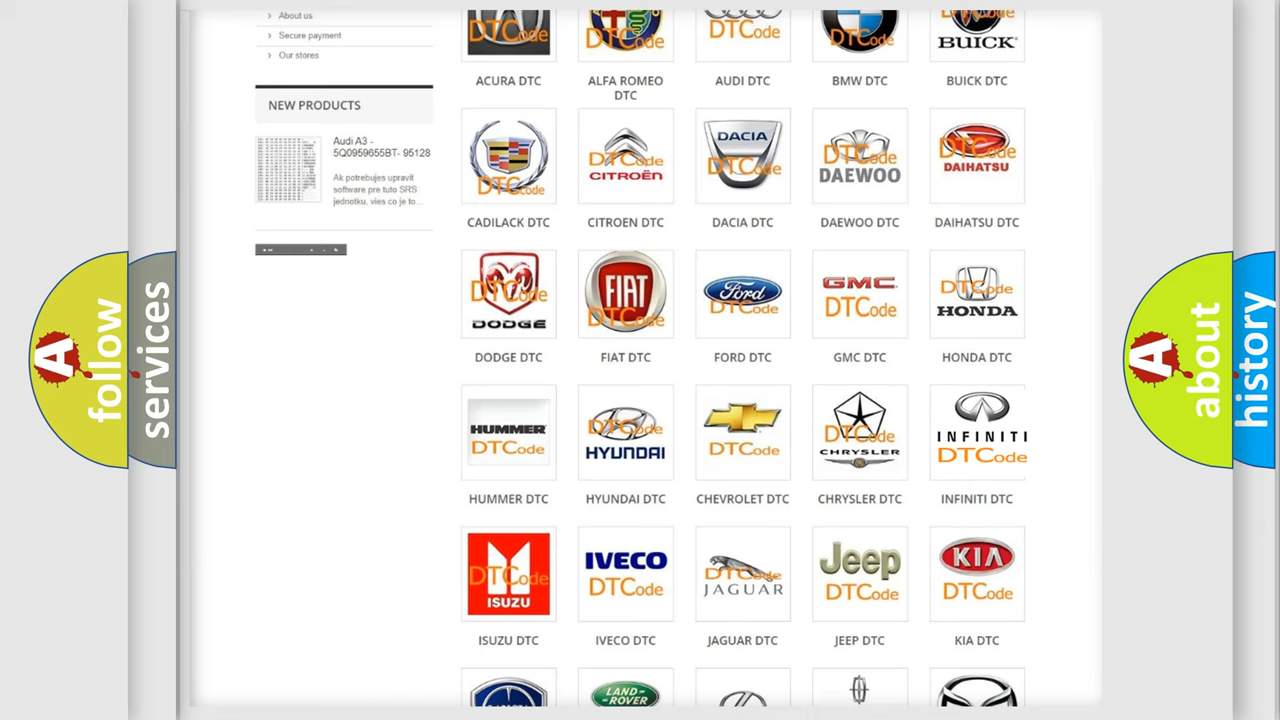 About us
Secure payment
Our stores
NEW PRODUCTS
Audi A3 -
5Q0959655BT- 95128
Ak potrebujes upravit
software pre tuto SRS
jednotku, vies co je to...
DTCode
DTCode
DTCode
DTCode
BUICK
DTCode
ACURA DTC
ALFA ROMEO
DTC
AUDI DTC
BMW DTC
BUICK DTC
DTCode
DTCode
CITROËN
DACIA
DTCode
DTCode
DAEWOO
DTCode
DAIHATSU
CADILACK DTC
CITROEN DTC
DACIA DTC
DAEWOO DTC
DAIHATSU DTC
DTCode
DODGE
FIAT
DTCode
Ford
DTCode
GMC
DTCode
DTCode
HONDA
DODGE DTC
FIAT DTC
FORD DTC
GMC DTC
HONDA DTC
HUMMER
DTCode
DTCode
HYUNDAI
DTCode
DTCode
CHRYSLER
INFINITI
DTCode
HUMMER DTC
HYUNDAI DTC
CHEVROLET DTC
CHRYSLER DTC
INFINITI DTC
DTCode
ISUZU
IVECO
DTCode
DTCode
JAGUAR
Jeep
DTCode
KIA
DTCode
ISUZU DTC
IVECO DTC
JAGUAR DTC
JEEP DTC
KIA DTC
LAND-
ROVER
A
follow
services
A
about
history